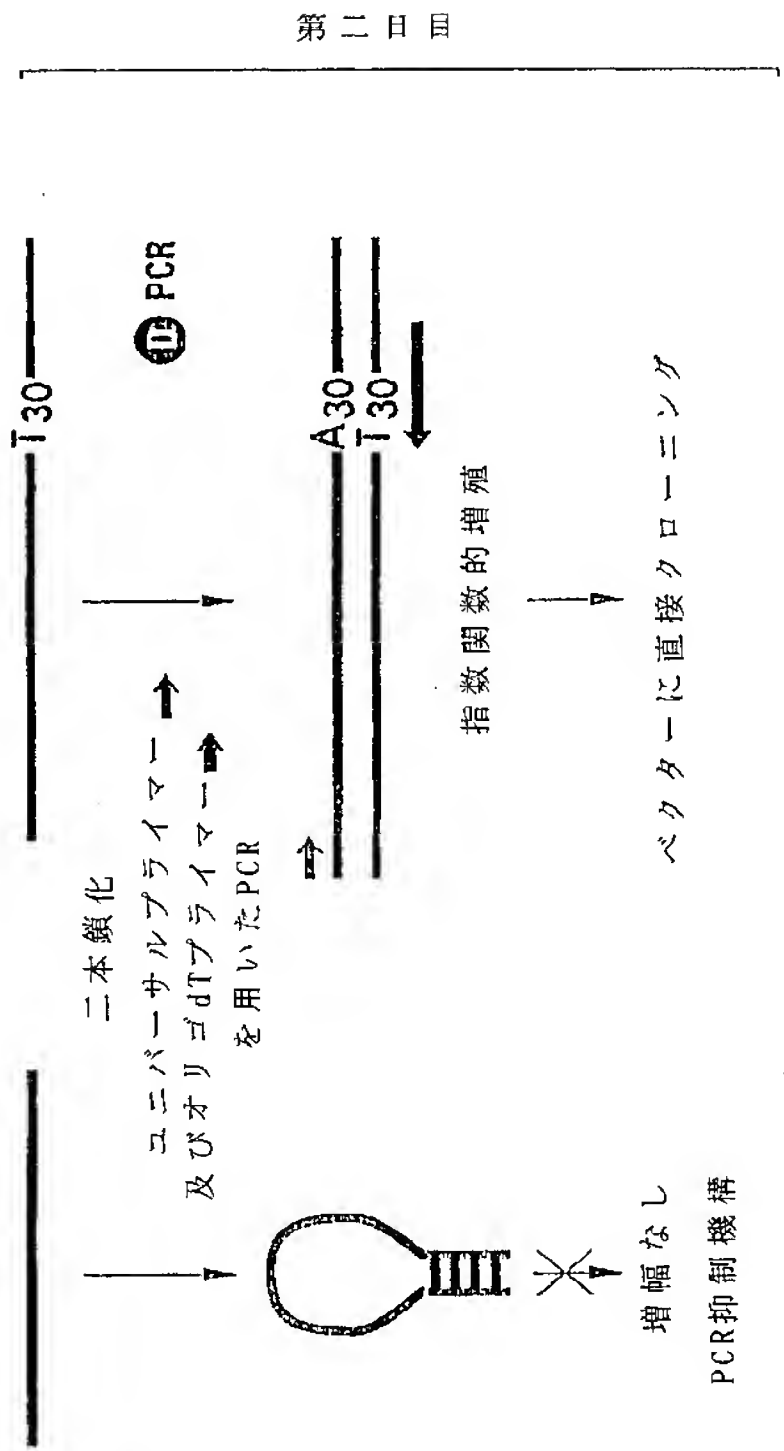 第二日目
T30
二本鎖化
ユニバーサルプライマー
及びオリゴdTプライマー
を用いたPCR
PCR
A30
T30
指数関数的増殖
ベクターに直接クローニング
増幅なし
PCR抑制機構